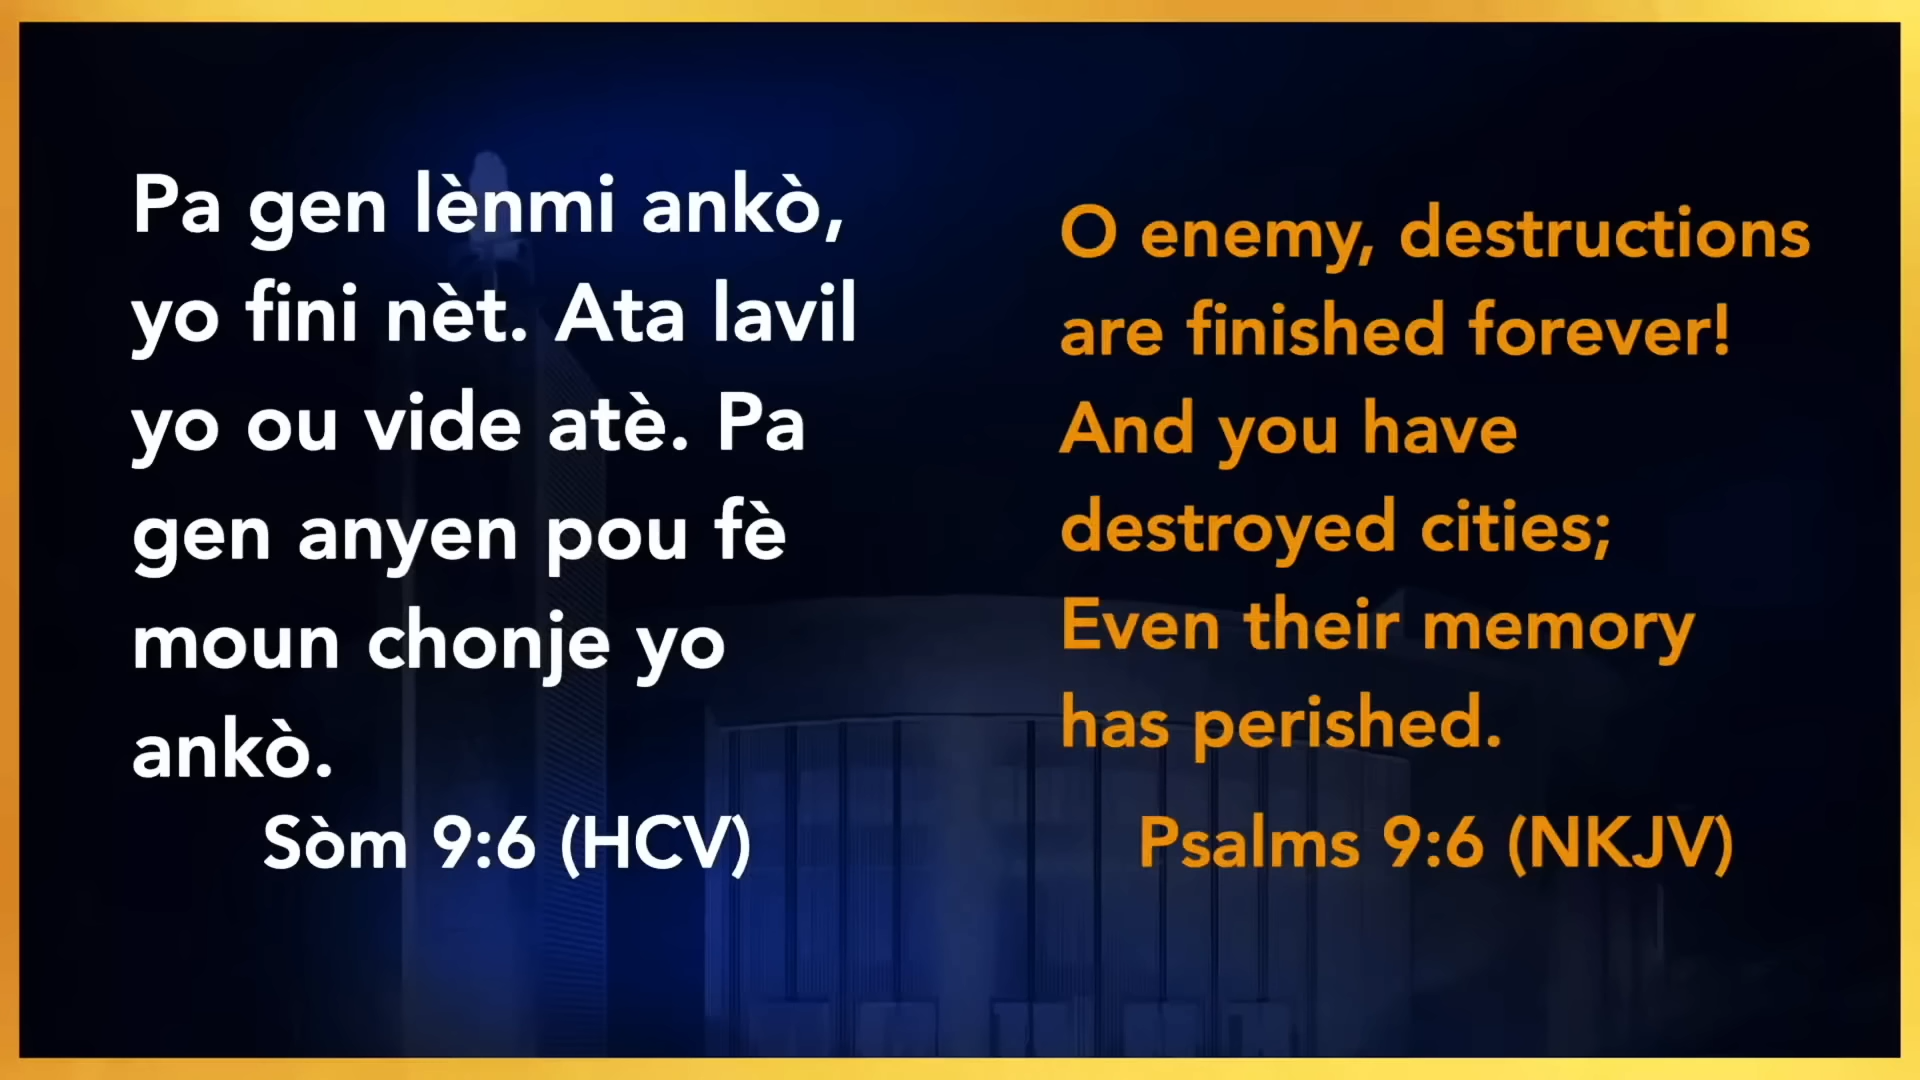 Pa gen lènmi ankò,
yo fini nèt. Ata lavil
yo ou vide atè. Pa
gen anyen pou fè
moun chonje yo
ankò.
Sòm 9:6 (HCV)
O enemy, destructions
are finished forever!
And you have
destroyed cities;
Even their memory
has perished.
Psalms 9:6 (NKJV)